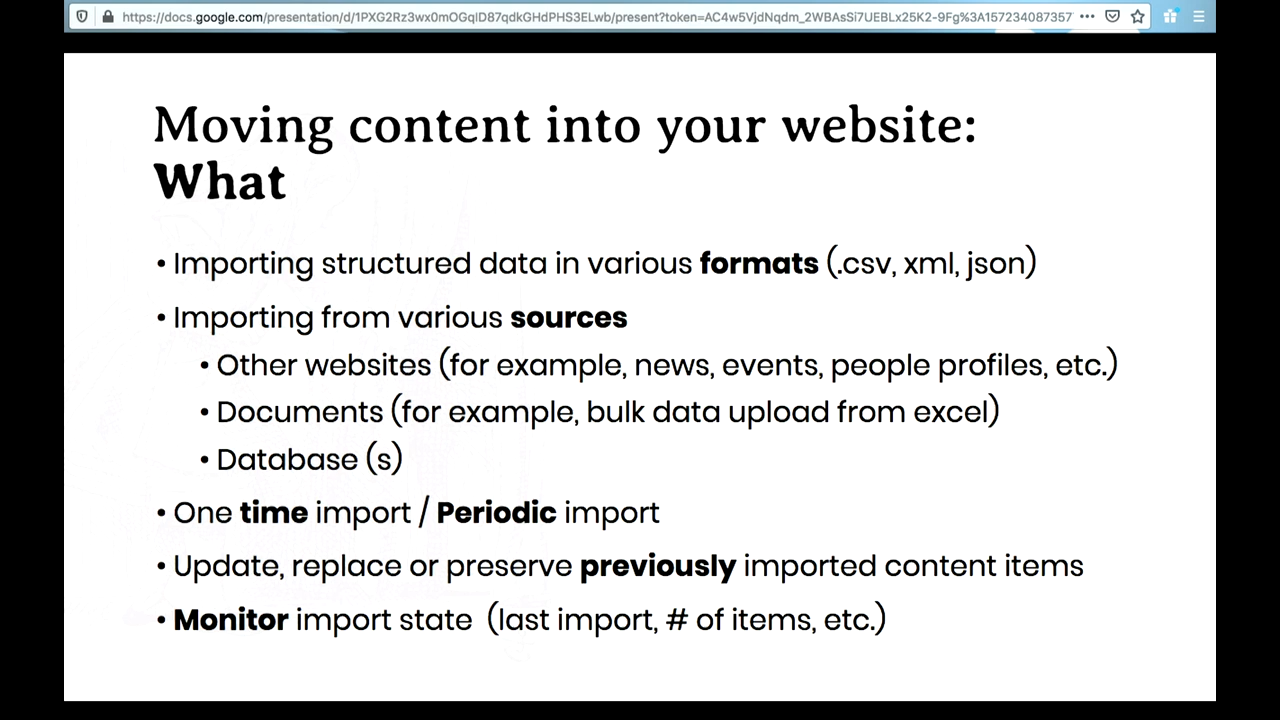 https://docs.google.com/presentation/d/1PXG2Rz3wx0mOGqID87qdkGHdPHS3ELwb/present?token=AC4w5VjdNqdm_2WBAsSi7UEBLx25K2-9Fg%3A157234087357
Moving content into your website:
What
• Importing structured data in various formats (.csv, xml, json)
• Importing from various sources
• Other websites (for example, news, events, people profiles, etc.)
• Documents (for example, bulk data upload from excel)
• Database (s)
• One time import / Periodic import
• Update, replace or preserve previously imported content items
• Monitor import state (last import, # of items, etc.)